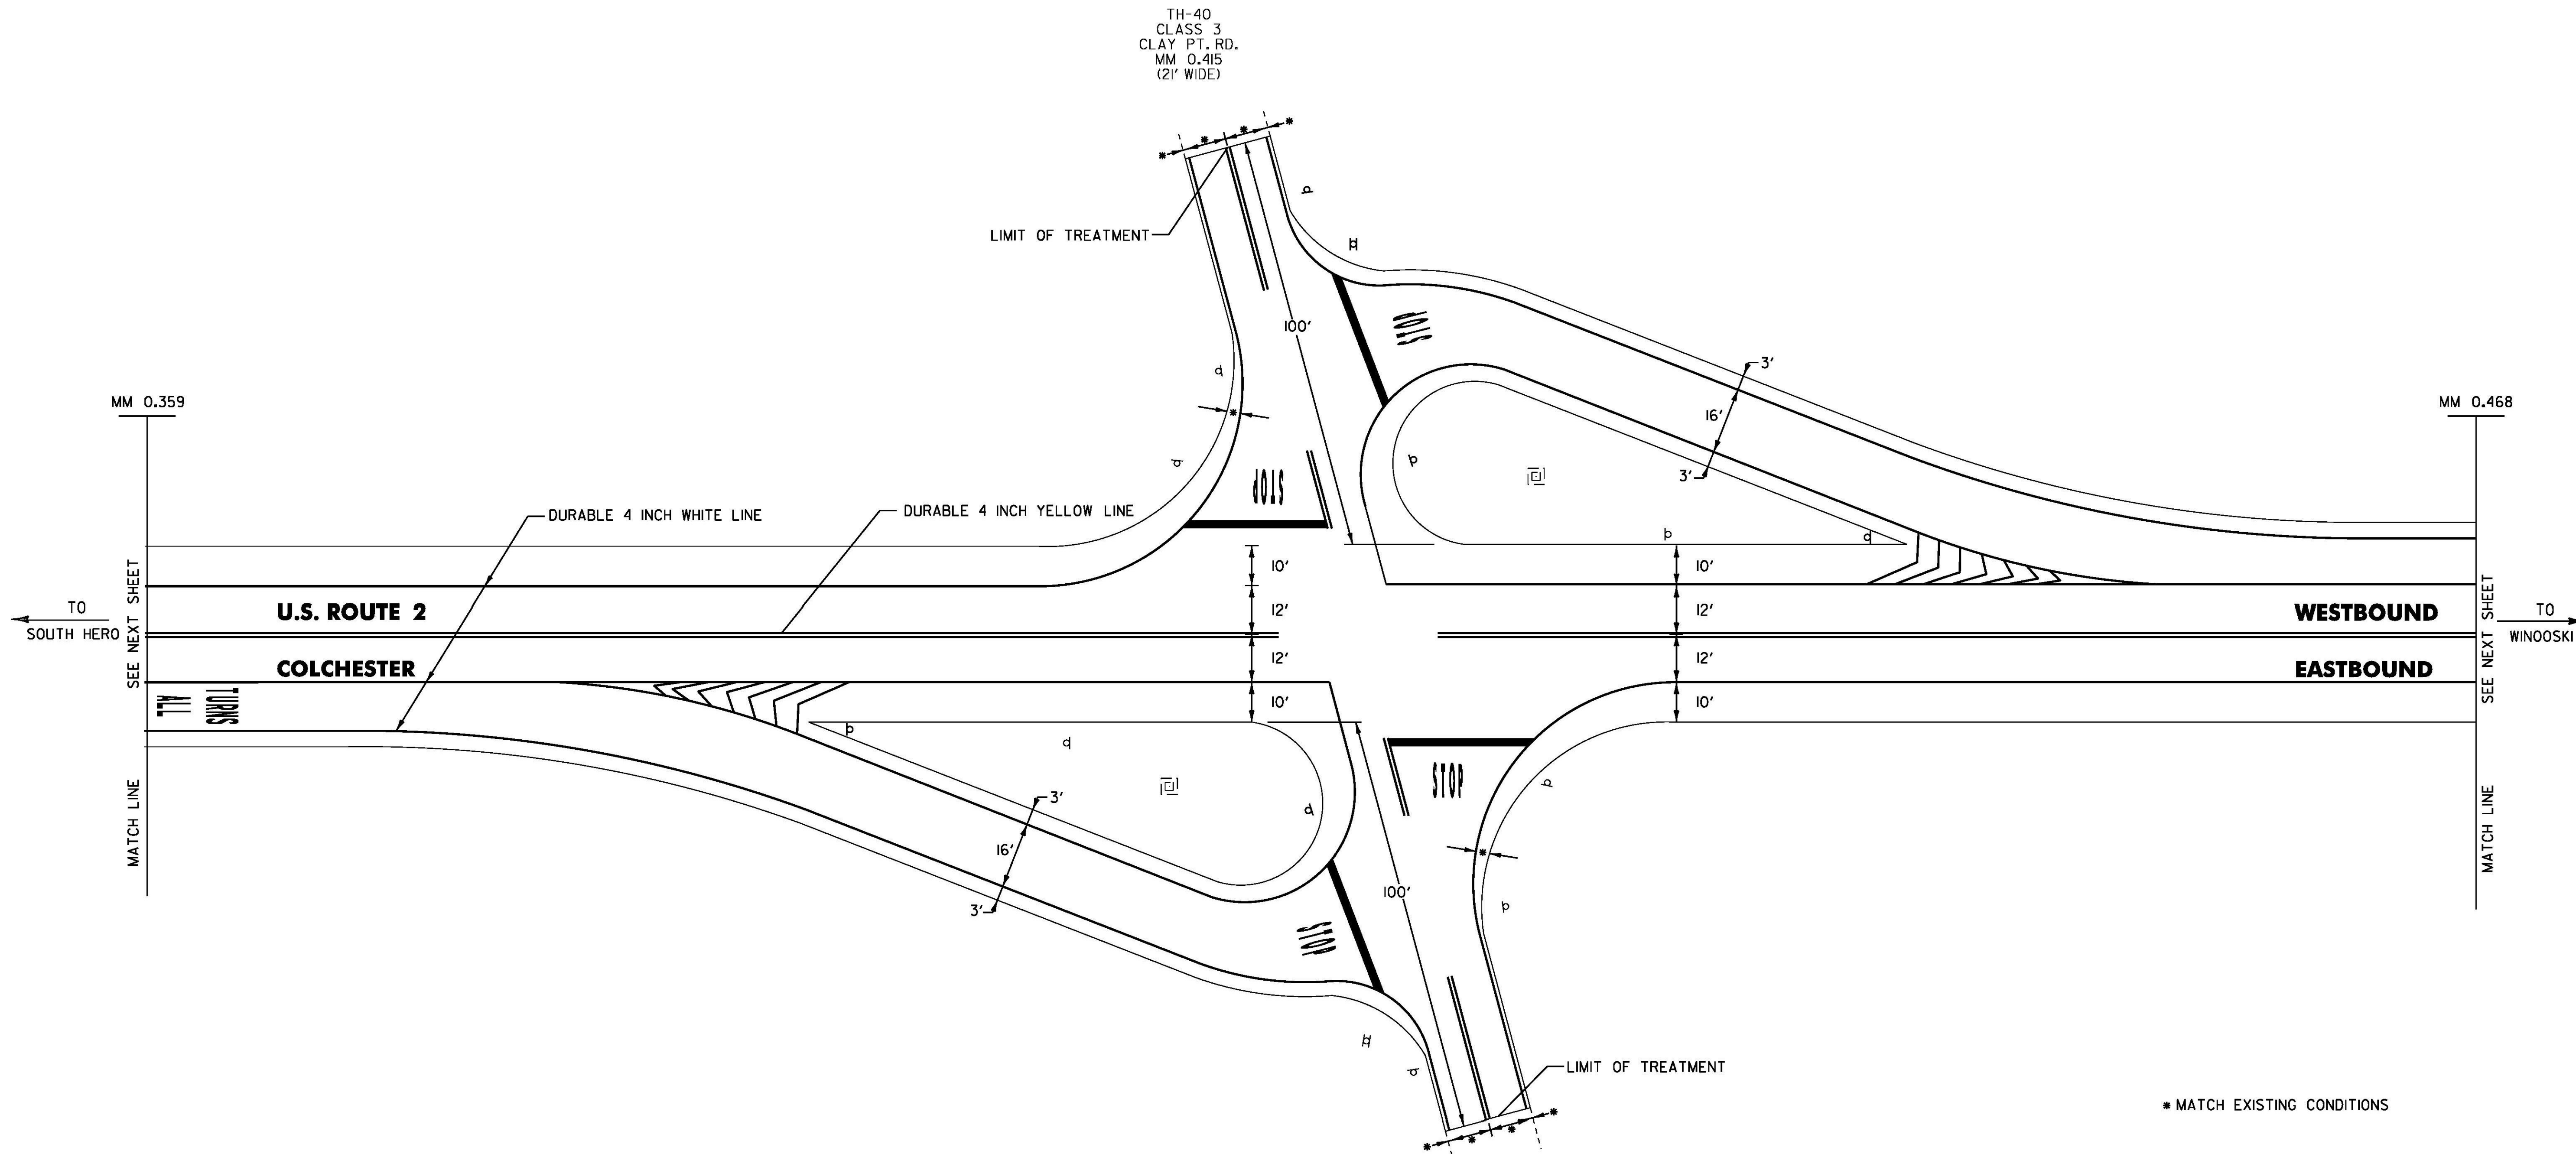 TH-40
CLASS 3
CLAY PT. RD.
MM 0.415
(21' WIDE)
LIMIT OF TREATMENT
100'
STOP
3'
16'
3'
MM 0.359
MM 0.468
STOP
DURABLE 4 INCH WHITE LINE
DURABLE 4 INCH YELLOW LINE
10'
10'
TO
SOUTH HERO
SEE NEXT SHEET
U.S. ROUTE 2
12'
12'
WESTBOUND
SEE NEXT SHEET
TO
WINOOSKI
COLCHESTER
12'
12'
EASTBOUND
ALL
TURNS
10'
10'
MATCH LINE
STOP
MATCH LINE
3'
16'
3'
100'
STOP
LIMIT OF TREATMENT
* MATCH EXISTING CONDITIONS